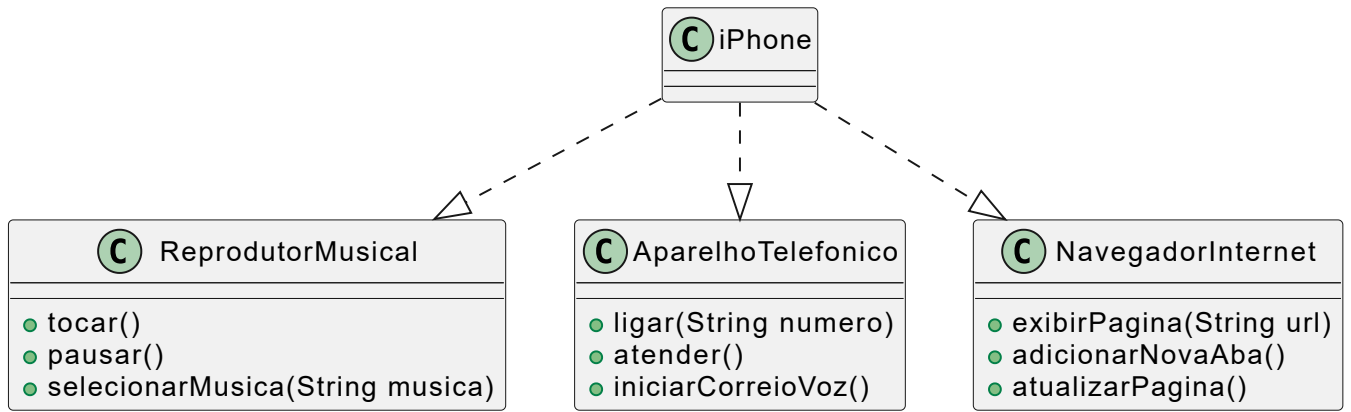 C iPhone
C ReprodutorMusical
tocar()
pausar()
selecionarMusica(String musica)
C AparelhoTelefonico
ligar(String numero)
atender()
iniciarCorreioVoz()
C NavegadorInternet
exibirPagina(String url)
adicionarNovaAba()
atualizarPagina()